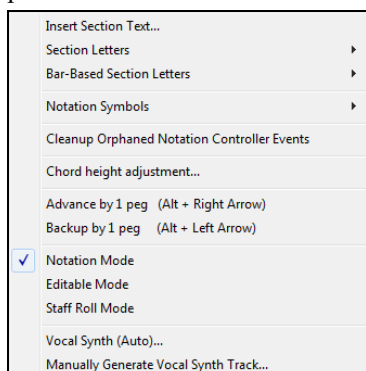 Insert Section Text...
Section Letters
Bar-Based Section Letters
Notation Symbols
Cleanup Orphaned Notation Controller Events
Chord height adjustment...
Advance by 1 peg (Alt + Right Arrow)
Backup by 1 peg (Alt + Left Arrow)
Notation Mode
Editable Mode
Staff Roll Mode
Vocal Synth (Auto)...
Manually Generate Vocal Synth Track...